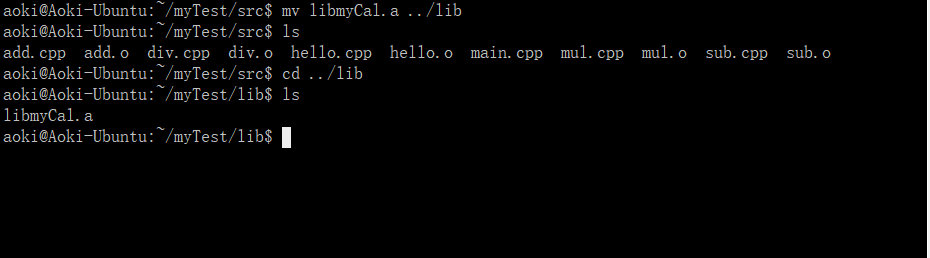 aoki@Aoki-Ubuntu:~/myTest/src$ mv libmyCal.a ../lib
aoki@Aoki-Ubuntu:~/myTest/src$ ls
add.cpp  add.o  div.cpp  div.o  hello.cpp  hello.o  main.cpp  mul.cpp  mul.o  sub.cpp  sub.o
aoki@Aoki-Ubuntu:~/myTest/src$ cd ../lib
aoki@Aoki-Ubuntu:~/myTest/lib$ ls
libmyCal.a
aoki@Aoki-Ubuntu:~/myTest/lib$